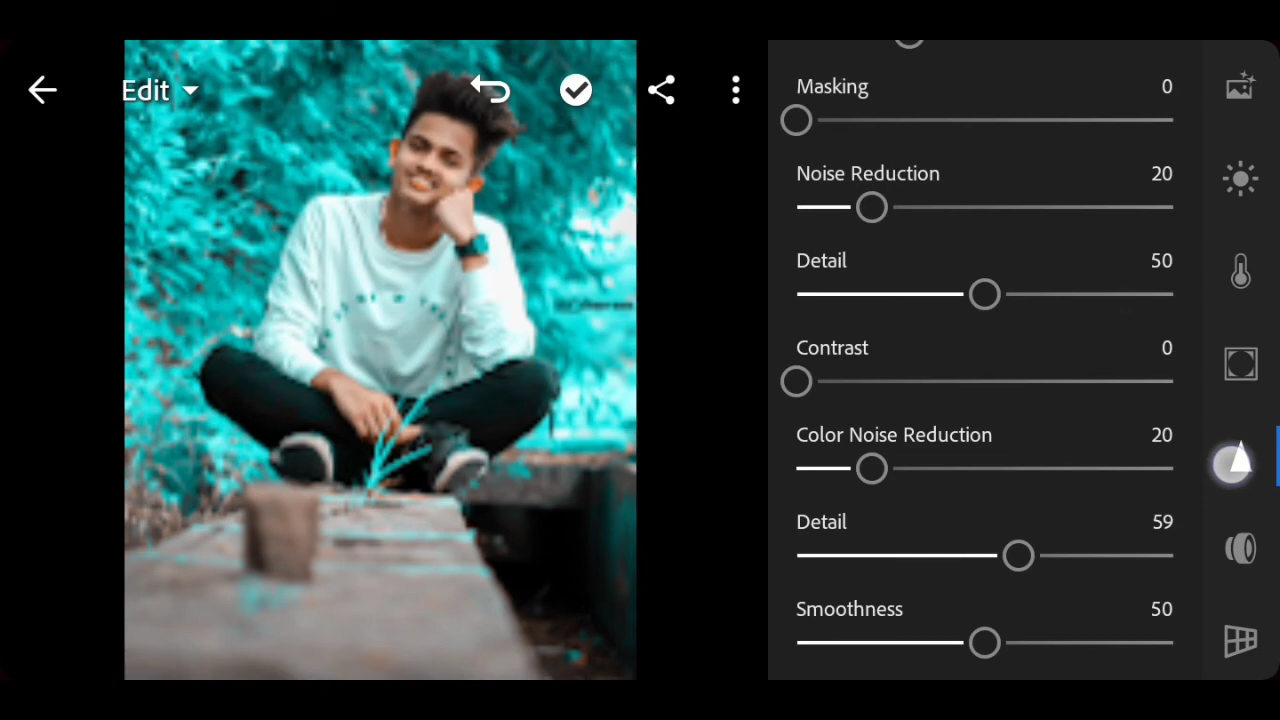 Edit
Masking 0
Noise Reduction 20
Detail 50
Contrast 0
Color Noise Reduction 20
Detail 59
Smoothness 50